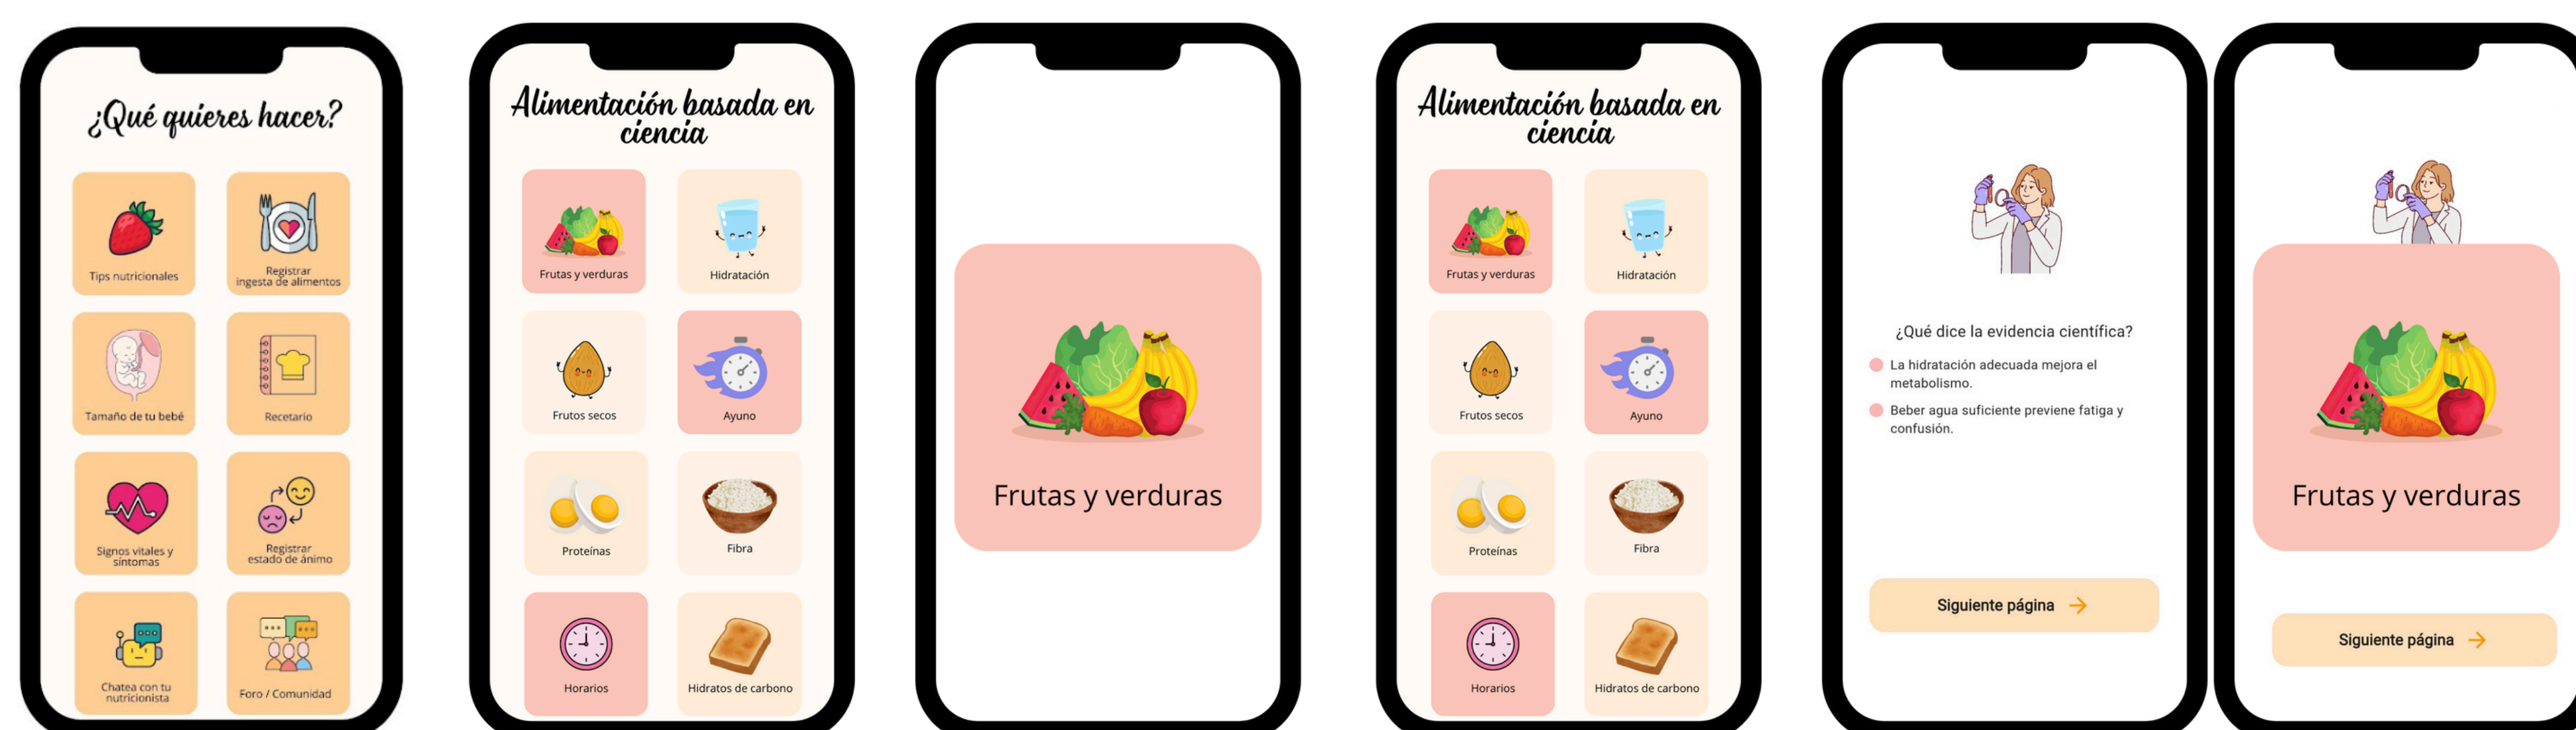 ¿Qué quieres hacer?
Tips nutricionales
Registrar
ingesta de alimentos
Tamaño de tu bebé
Recetario
Signos vitales y
síntomas
Registrar
estado de ánimo
Chatea con tu
nutricionista
Foro / Comunidad
Alimentación basada en
ciencia
Frutas y verduras
Hidratación
Frutos secos
Ayuno
Proteínas
Fibra
Horarios
Hidratos de carbono
Frutas y verduras
Alimentación basada en
ciencia
Frutas y verduras
Hidratación
Frutos secos
Ayuno
Proteínas
Fibra
Horarios
Hidratos de carbono
¿Qué dice la evidencia científica?
La hidratación adecuada mejora el
metabolismo.
Beber agua suficiente previene fatiga y
confusión.
Siguiente página
Frutas y verduras
Siguiente página